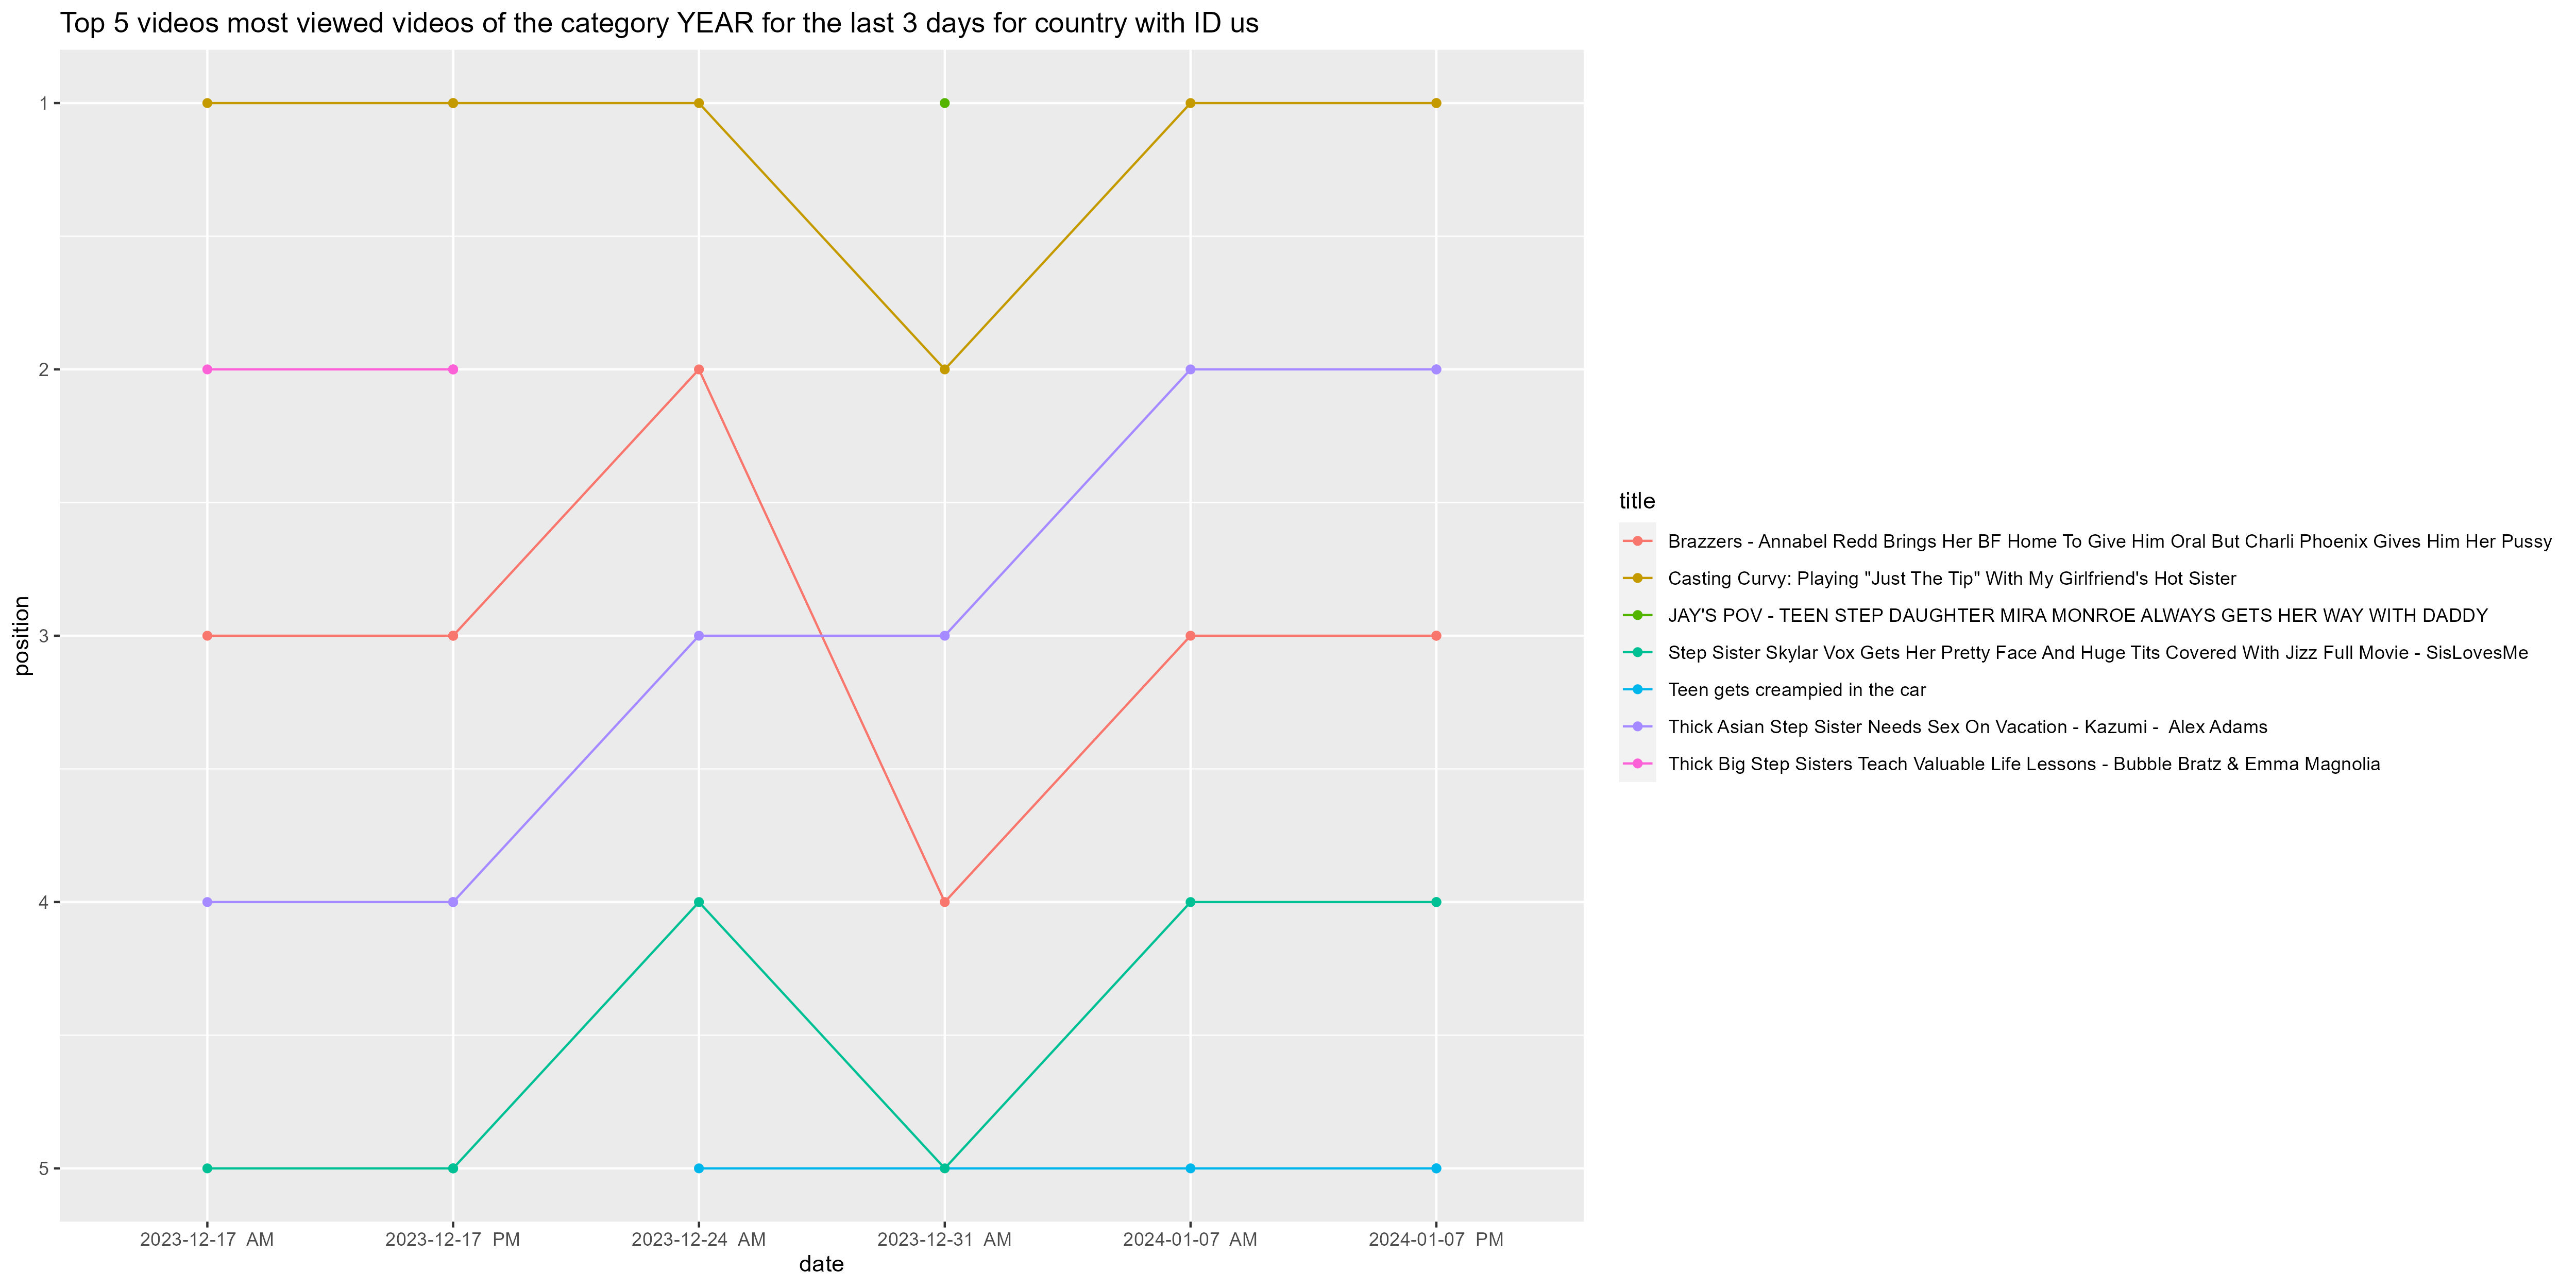 Top 5 videos most viewed videos of the category YEAR for the last 3 days for country with ID us
position
1
2
3
4
5
2023-12-17 AM
2023-12-17 PM
2023-12-24 AM
2023-12-31 AM
2024-01-07 AM
2024-01-07 PM
date
title
Brazzers - Annabel Redd Brings Her BF Home To Give Him Oral But Charli Phoenix Gives Him Her Pussy
Casting Curvy: Playing "Just The Tip" With My Girlfriend's Hot Sister
JAY'S POV - TEEN STEP DAUGHTER MIRA MONROE ALWAYS GETS HER WAY WITH DADDY
Step Sister Skylar Vox Gets Her Pretty Face And Huge Tits Covered With Jizz Full Movie - SisLovesMe
Teen gets creampied in the car
Thick Asian Step Sister Needs Sex On Vacation - Kazumi - Alex Adams
Thick Big Step Sisters Teach Valuable Life Lessons - Bubble Bratz & Emma Magnolia